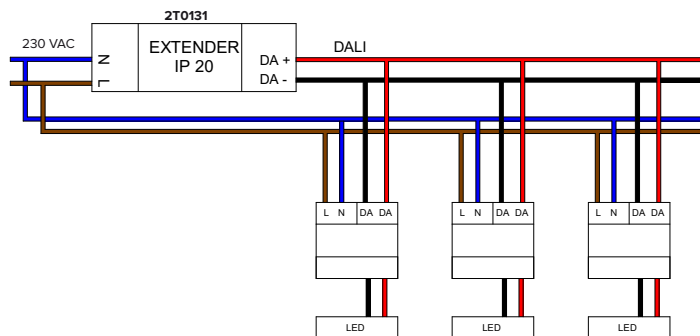 2T0131
230 VAC
N
L
EXTENDER
IP 20
DA +
DA -
DALI
L N DA DA
L N DA DA
L N DA DA
LED
LED
LED